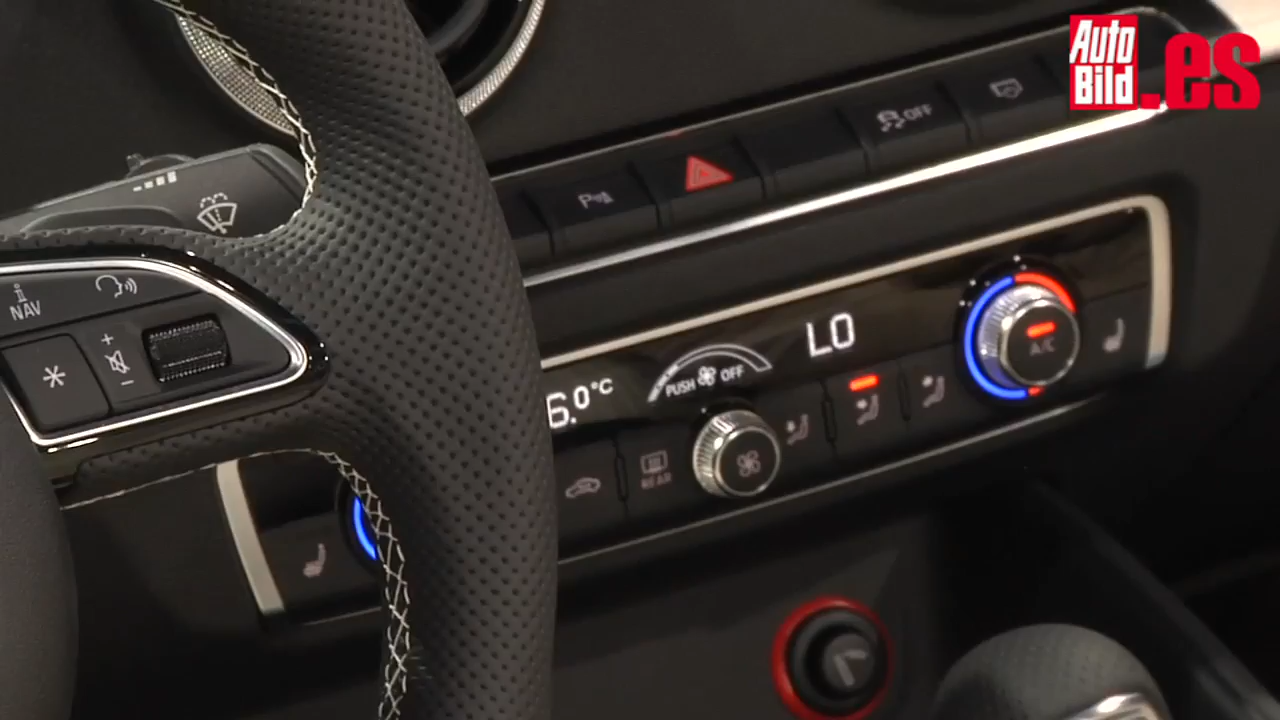 Auto
Bild
.es
OFF
P
NAV
+
*
−
LO
PUSH OFF
6.0°C
A/C
REAR